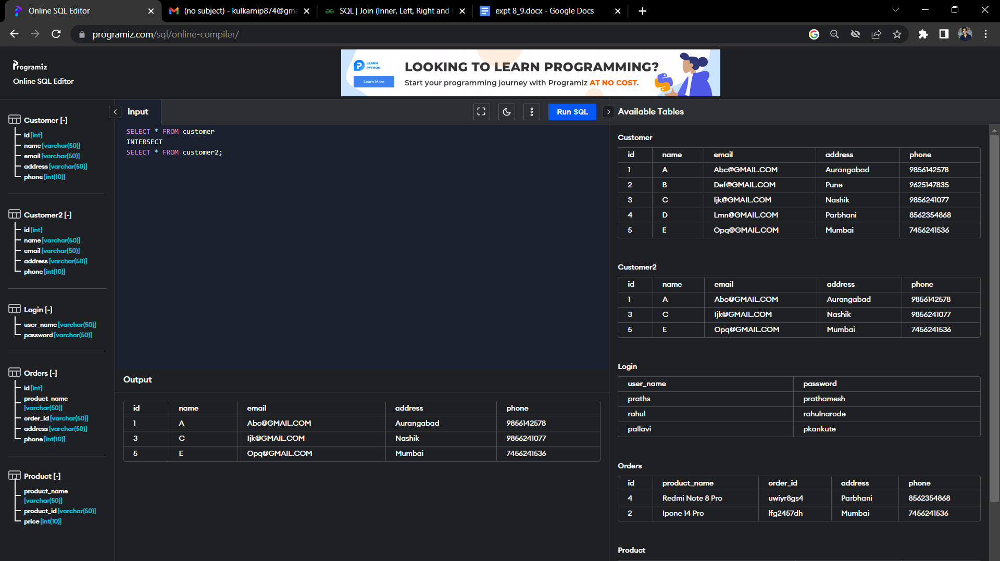 Online SQL Editor
(no subject) - kulkarnip874@gma
SQL | Join (Inner, Left, Right and F
expt 8_9.docx - Google Docs
programiz.com/sql/online-compiler/
Programiz
Online SQL Editor
LEARN PYTHON
Learn More
LOOKING TO LEARN PROGRAMMING?
Start your programming journey with Programiz AT NO COST.
Customer [-]
id [int]
name [varchar(50)]
email [varchar(50)]
address [varchar(50)]
phone [int(10)]
Customer2 [-]
id [int]
name [varchar(50)]
email [varchar(50)]
address [varchar(50)]
phone [int(10)]
Login [-]
user_name [varchar(50)]
password [varchar(50)]
Orders [-]
id [int]
product_name
[varchar(50)]
order_id [varchar(50)]
address [varchar(50)]
phone [int(10)]
Product [-]
product_name
[varchar(50)]
product_id [varchar(50)]
price [int(10)]
Input
Run SQL
SELECT * FROM customer
INTERSECT
SELECT * FROM customer2;
Output
id name email address phone
1 A Abc@GMAIL.COM Aurangabad 9856142578
3 C Ijk@GMAIL.COM Nashik 9856241077
5 E Opq@GMAIL.COM Mumbai 7456241536
Available Tables
Customer
id name email address phone
1 A Abc@GMAIL.COM Aurangabad 9856142578
2 B Def@GMAIL.COM Pune 9625147835
3 C Ijk@GMAIL.COM Nashik 9856241077
4 D Lmn@GMAIL.COM Parbhani 8562354868
5 E Opq@GMAIL.COM Mumbai 7456241536
Customer2
id name email address phone
1 A Abc@GMAIL.COM Aurangabad 9856142578
3 C Ijk@GMAIL.COM Nashik 9856241077
5 E Opq@GMAIL.COM Mumbai 7456241536
Login
user_name password
praths prathamesh
rahul rahulnarode
pallavi pkankute
Orders
id product_name order_id address phone
4 Redmi Note 8 Pro uwiyr8gs4 Parbhani 8562354868
2 Ipone 14 Pro lfg2457dh Mumbai 7456241536
Product